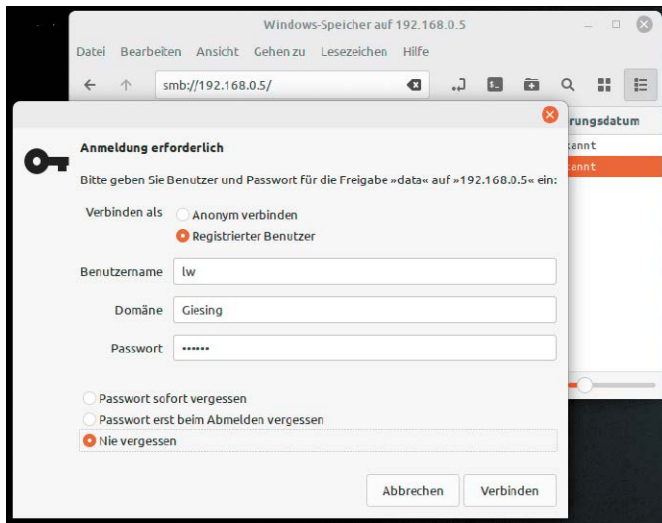 Windows-Speicher auf 192.168.0.5
Datei Bearbeiten Ansicht Gehen zu Lesezeichen Hilfe
smb://192.168.0.5/
rungsdatum
Anmeldung erforderlich
kannt
kannt
Bitte geben Sie Benutzer und Passwort für die Freigabe »data« auf »192.168.0.5« ein:
Verbinden als
Anonym verbinden
Registrierter Benutzer
Benutzername lw
Domäne Giesing
Passwort ••••••
Passwort sofort vergessen
Passwort erst beim Abmelden vergessen
Nie vergessen
Abbrechen Verbinden